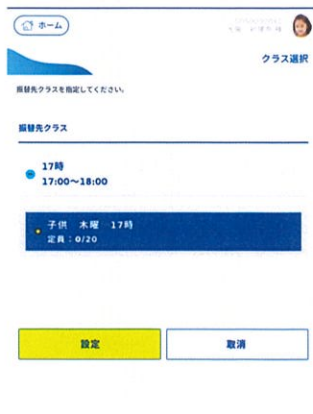 ホーム
クラス選択
振替先クラスを指定してください。
振替先クラス
17時
17:00~18:00
子供 木曜 17時
定員:0/20
設定
取消